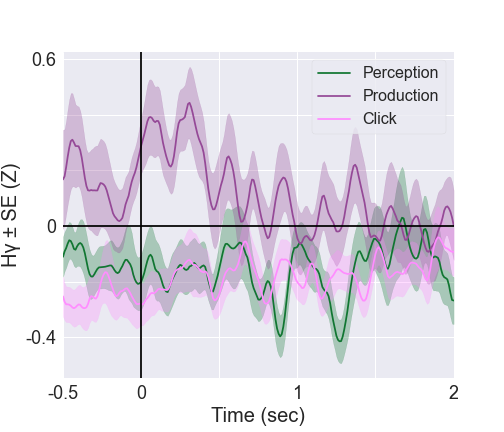 0.6
Perception
Production
Click
0
-0.4
Hγ ± SE (Z)
-0.5
0
1
2
Time (sec)